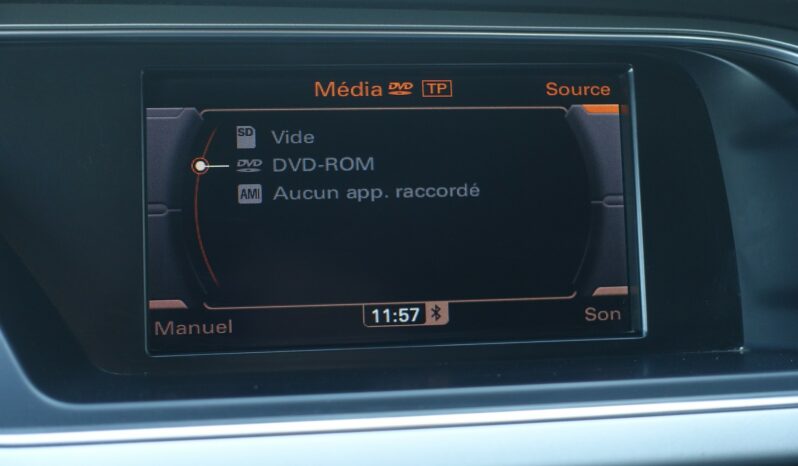 Média DVD TP
Source
SD Vide
DVD DVD-ROM
AMI Aucun app. raccordé
Manuel
11:57
Son